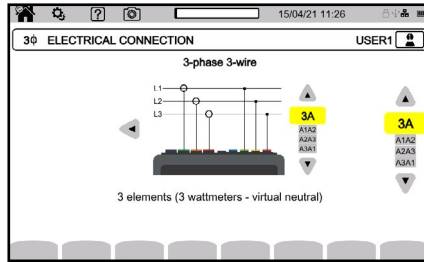 15/04/21 11:26
3φ ELECTRICAL CONNECTION USER1
3-phase 3-wire
L1
L2
L3
3A
A1A2
A2A3
A3A1
3A
A1A2
A2A3
A3A1
3 elements (3 wattmeters - virtual neutral)